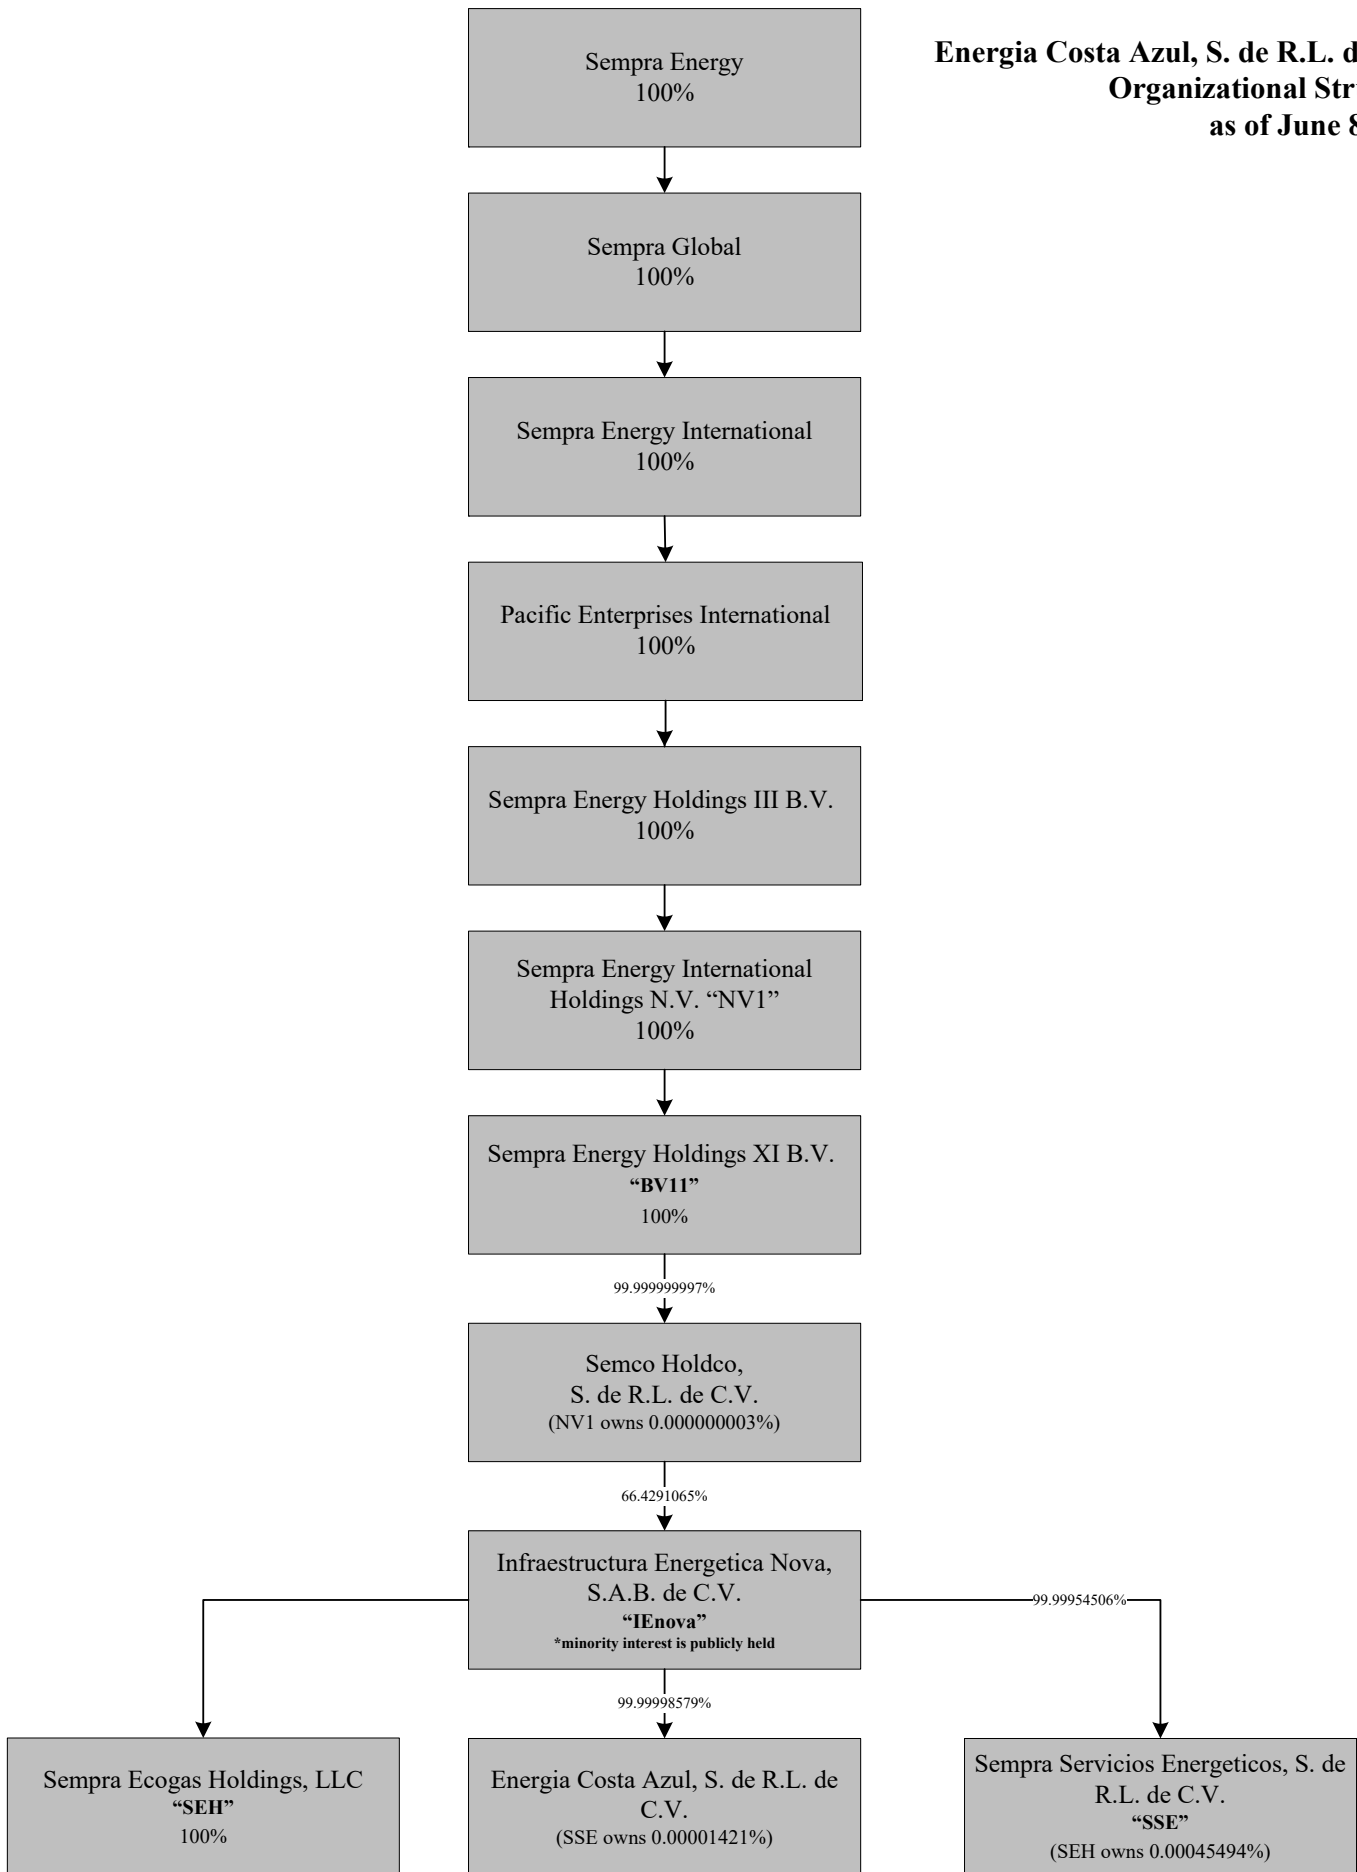 Energia Costa Azul, S. de R.L. d
Organizational Str
as of June
Sempra Energy
100%
Sempra Global
100%
Sempra Energy International
100%
Pacific Enterprises International
100%
Sempra Energy Holdings III B.V.
100%
Sempra Energy International
Holdings N.V. “NV1”
100%
Sempra Energy Holdings XI B.V.
“BV11”
100%
99.999999997%
Semco Holdco,
S. de R.L. de C.V.
(NV1 owns 0.000000003%)
66.4291065%
Infraestructura Energetica Nova,
S.A.B. de C.V.
“IEnova”
*minority interest is publicly held
99.99954506%
99.99998579%
Sempra Ecogas Holdings, LLC
“SEH”
100%
Energia Costa Azul, S. de R.L. de
C.V.
(SSE owns 0.00001421%)
Sempra Servicios Energeticos, S. de
R.L. de C.V.
“SSE”
(SEH owns 0.00045494%)